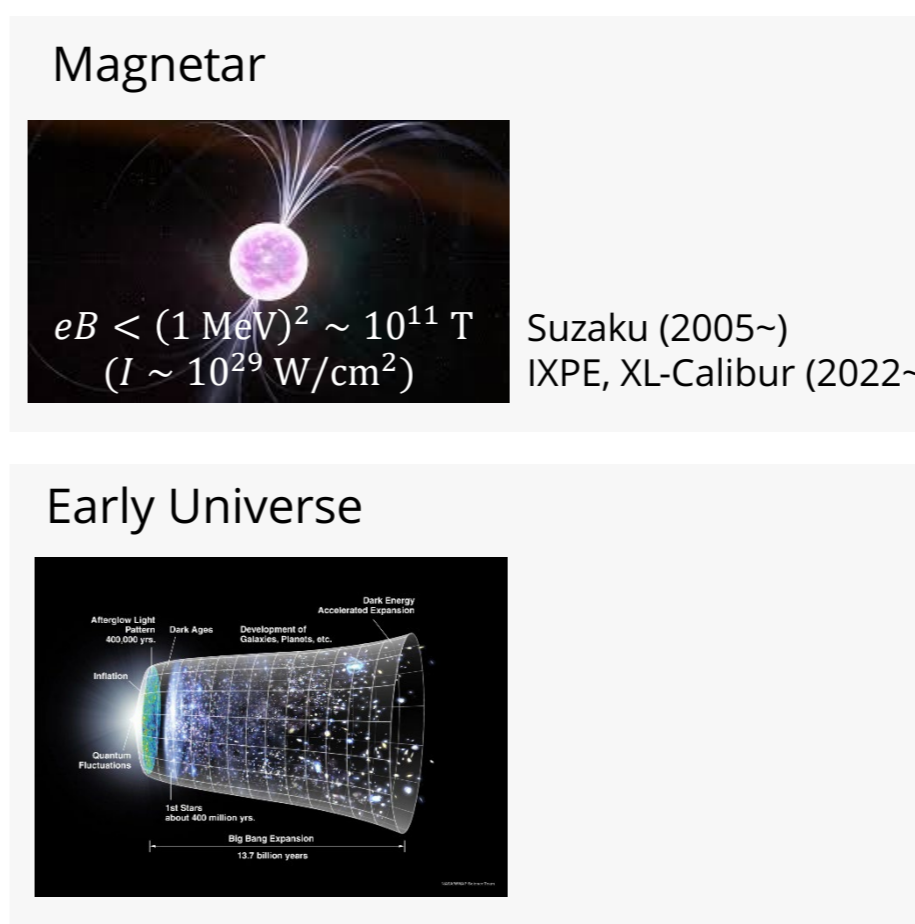 Magnetar
eB < (1 MeV)² ~ 10¹¹ T
(I ~ 10²⁹ W/cm²)
Suzaku (2005~)
IXPE, XL-Calibur (2022~
Early Universe
Dark Energy
Accelerated Expansion
Afterglow Light
Pattern
400,000 yrs.
Dark Ages
Development of
Galaxies, Planets, etc.
Inflation
Quantum
Fluctuations
1st Stars
about 400 million yrs.
Big Bang Expansion
13.7 billion years